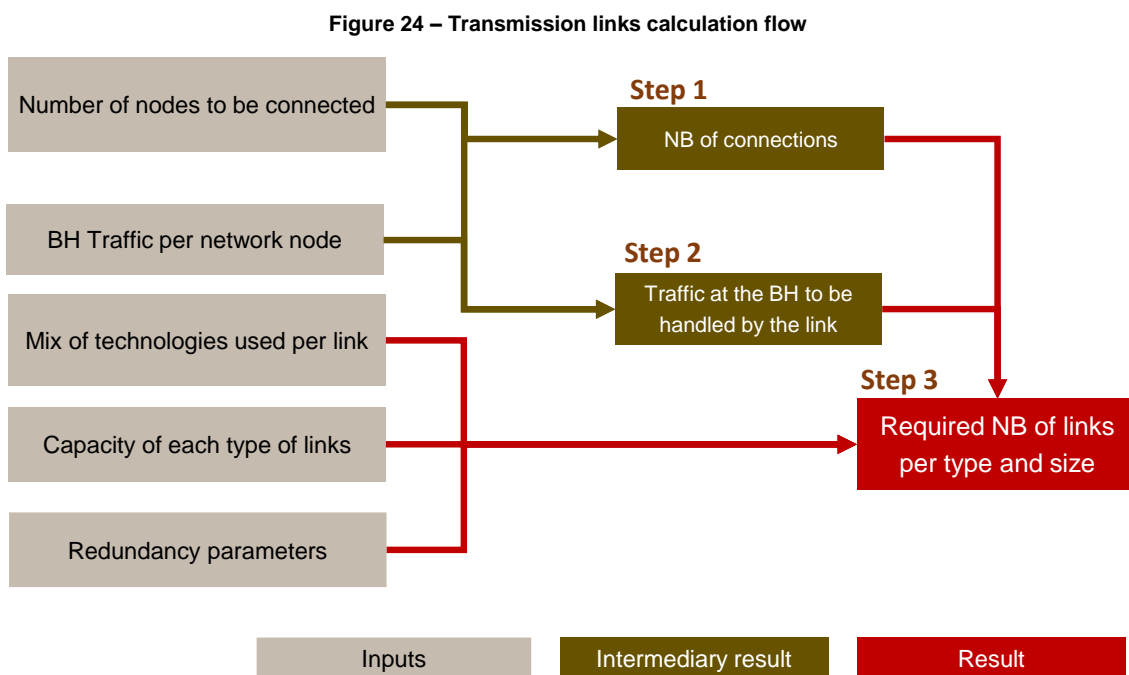 Figure 24 – Transmission links calculation flow
Number of nodes to be connected
BH Traffic per network node
Mix of technologies used per link
Capacity of each type of links
Redundancy parameters
Step 1
NB of connections
Step 2
Traffic at the BH to be
handled by the link
Step 3
Required NB of links
per type and size
Inputs
Intermediary result
Result